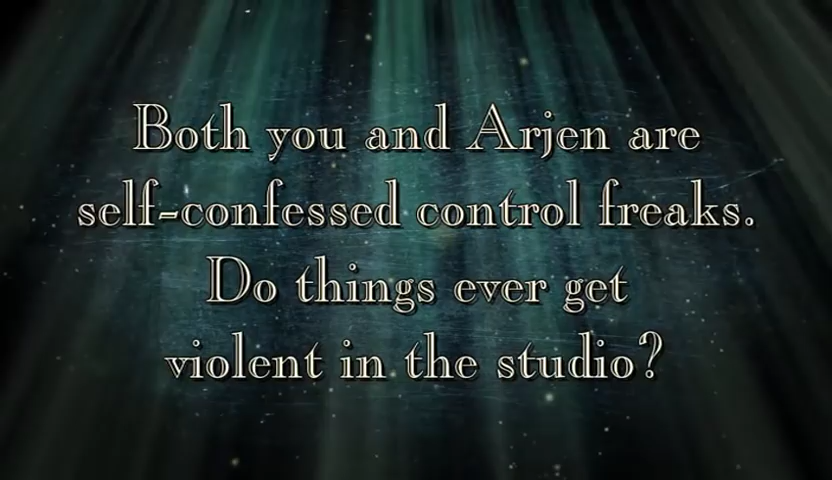 Both you and Arjen are
self-confessed control freaks.
Do things ever get
violent in the studio?